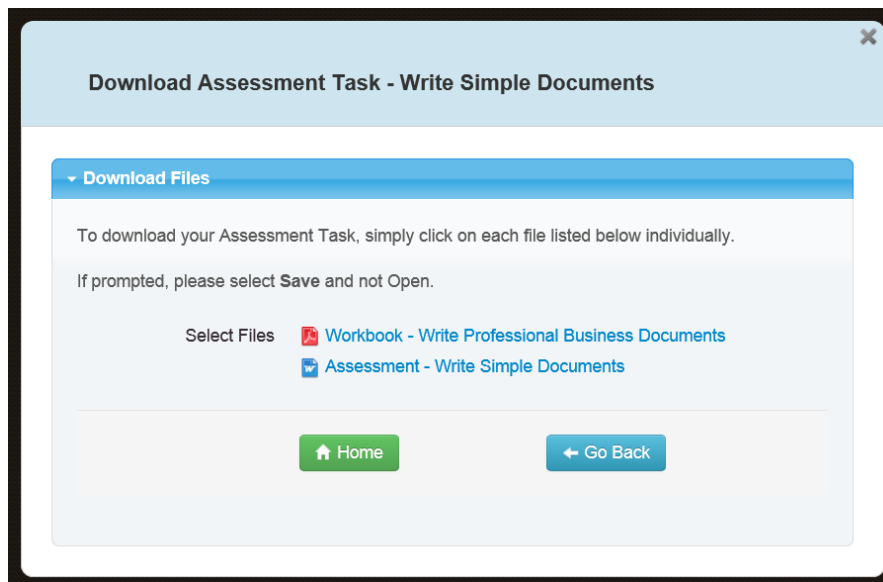 Download Assessment Task - Write Simple Documents
Download Files
To download your Assessment Task, simply click on each file listed below individually.
If prompted, please select Save and not Open.
Select Files Workbook - Write Professional Business Documents
Assessment - Write Simple Documents
Home Go Back